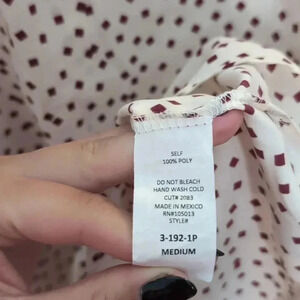 SELF
100% POLY
DO NOT BLEACH
HAND WASH COLD
CUT# 2083
MADE IN MEXICO
RN#105013
STYLE#
3-192-1P
MEDIUM